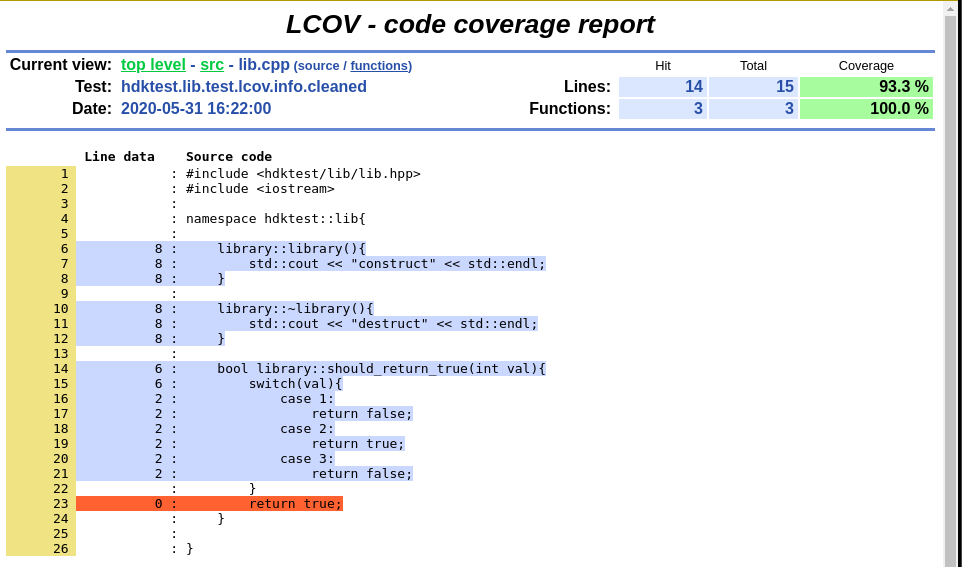 LCOV - code coverage report
Current view: top level - src - lib.cpp (source / functions) Hit Total Coverage
Test: hdktest.lib.test.lcov.info.cleaned Lines: 14 15 93.3 %
Date: 2020-05-31 16:22:00 Functions: 3 3 100.0 %
Line data Source code
1 : #include <hdktest/lib/lib.hpp>
2 : #include <iostream>
3 :
4 : namespace hdktest::lib{
5 :
6 8 : library::library(){
7 8 : std::cout << "construct" << std::endl;
8 8 : }
9 :
10 8 : library::~library(){
11 8 : std::cout << "destruct" << std::endl;
12 8 : }
13 :
14 6 : bool library::should_return_true(int val){
15 6 : switch(val){
16 2 : case 1:
17 2 : return false;
18 2 : case 2:
19 2 : return true;
20 2 : case 3:
21 2 : return false;
22 : }
23 0 : return true;
24 : }
25 :
26 : }